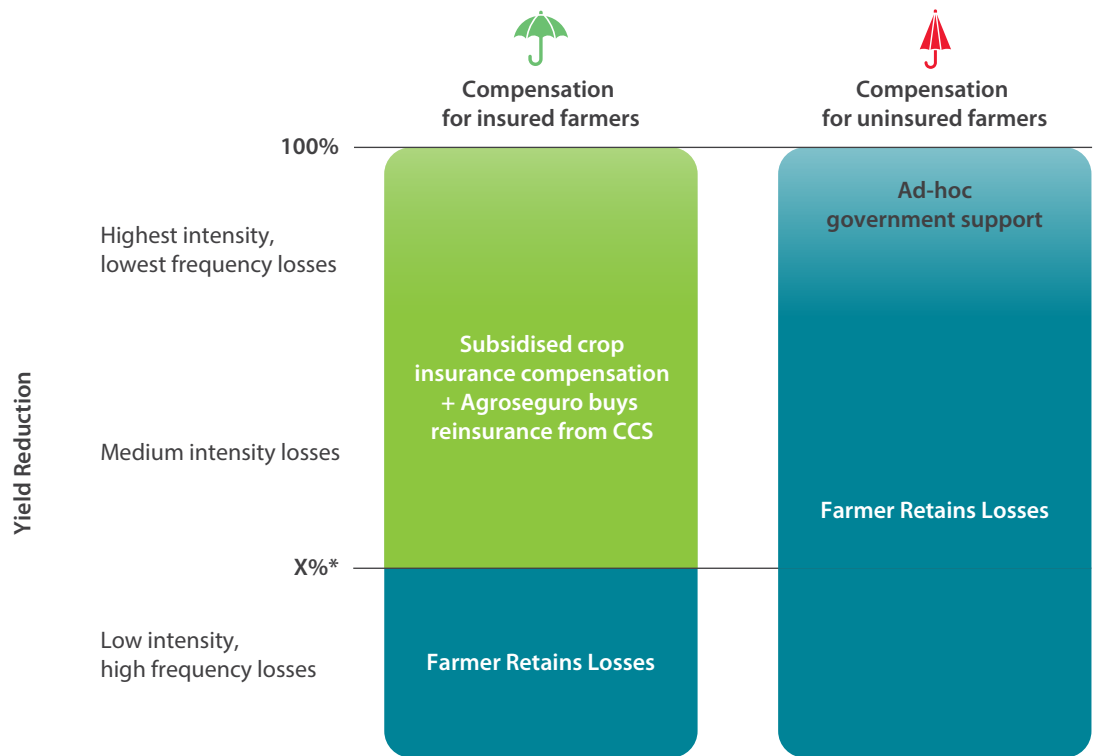 Compensation
for insured farmers
Compensation
for uninsured farmers
100%
Ad-hoc
government support
Highest intensity,
lowest frequency losses
Subsidised crop
insurance compensation
+ Agroseguro buys
reinsurance from CCS
Yield Reduction
Medium intensity losses
Farmer Retains Losses
X%*
Low intensity,
high frequency losses
Farmer Retains Losses